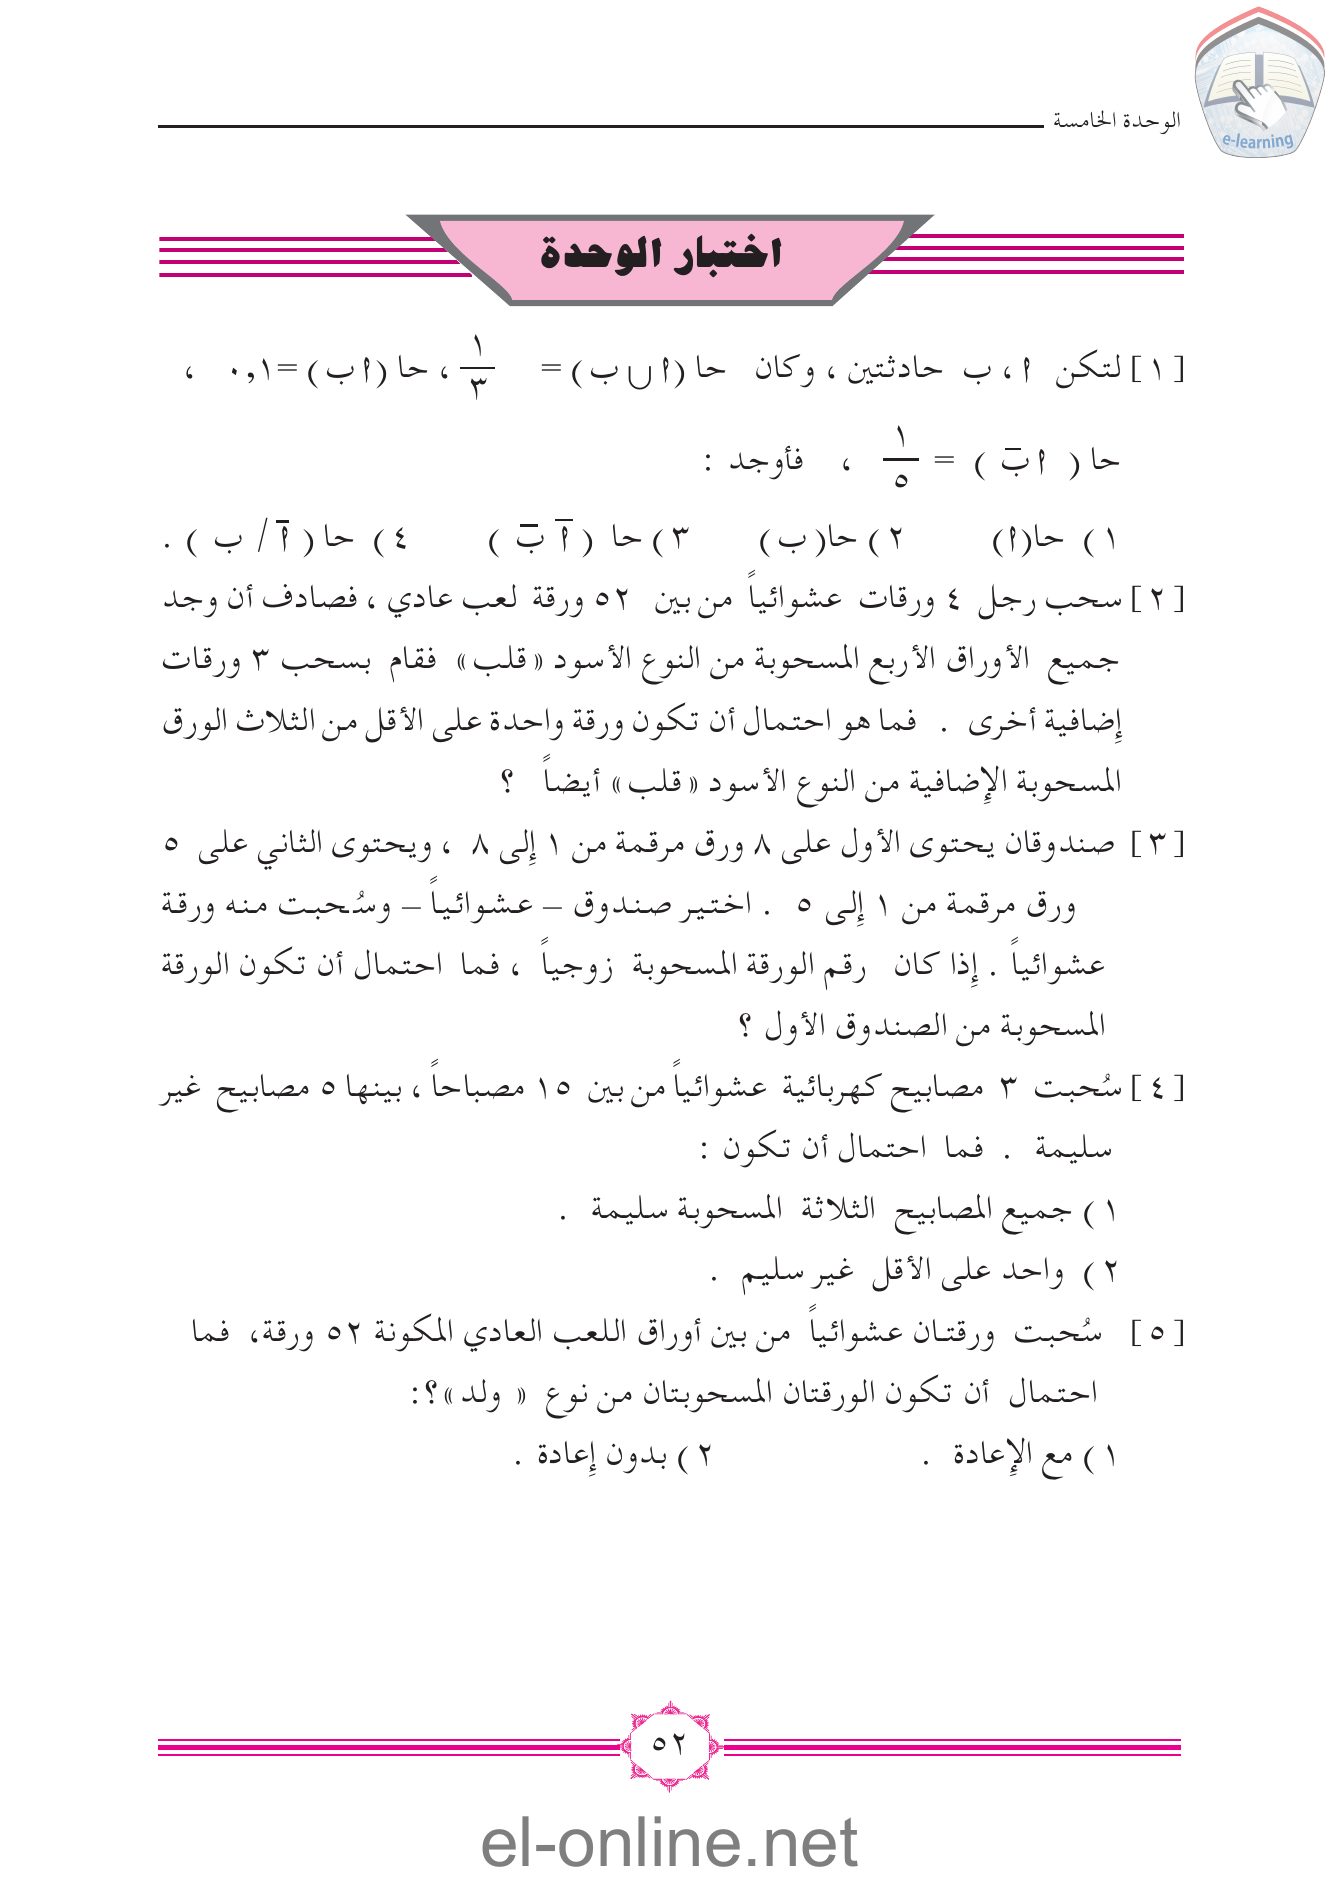 e-learning
الوحدة الخامسة
اختبار الوحدة
[ ١ ] لتكن ا ، ب حادثتين ، وكان حا (ا ∪ ب) = ١/٣ ، حا (ا ب) = ٠,١ ،
حا ( ا ب̅ ) = ١/٥ ، فأوجد :
١ ) حا(ا) ٢ ) حا( ب ) ٣ ) حا ( ا̅ ب̅ ) ٤ ) حا ( ا̅ / ب ) .
[ ٢ ] سحب رجل ٤ ورقات عشوائياً من بين ٥٢ ورقة لعب عادي ، فصادف أن وجد
جميع الأوراق الأربع المسحوبة من النوع الأسود « قلب » فقام بسحب ٣ ورقات
إِضافية أخرى . فما هو احتمال أن تكون ورقة واحدة على الأقل من الثلاث الورق
المسحوبة الإِضافية من النوع الأسود « قلب » أيضاً ؟
[ ٣ ] صندوقان يحتوى الأول على ٨ ورق مرقمة من ١ إِلى ٨ ، ويحتوى الثاني على ٥
ورق مرقمة من ١ إِلى ٥ . اختير صندوق – عشوائياً – وسُحبت منه ورقة
عشوائياً . إِذا كان رقم الورقة المسحوبة زوجياً ، فما احتمال أن تكون الورقة
المسحوبة من الصندوق الأول ؟
[ ٤ ] سُحبت ٣ مصابيح كهربائية عشوائياً من بين ١٥ مصباحاً ، بينها ٥ مصابيح غير
سليمة . فما احتمال أن تكون :
١ ) جميع المصابيح الثلاثة المسحوبة سليمة .
٢ ) واحد على الأقل غير سليم .
[ ٥ ] سُحبت ورقتان عشوائياً من بين أوراق اللعب العادي المكونة ٥٢ ورقة، فما
احتمال أن تكون الورقتان المسحوبتان من نوع « ولد »؟:
١ ) مع الإِعادة . ٢ ) بدون إِعادة .
٥٢
el-online.net